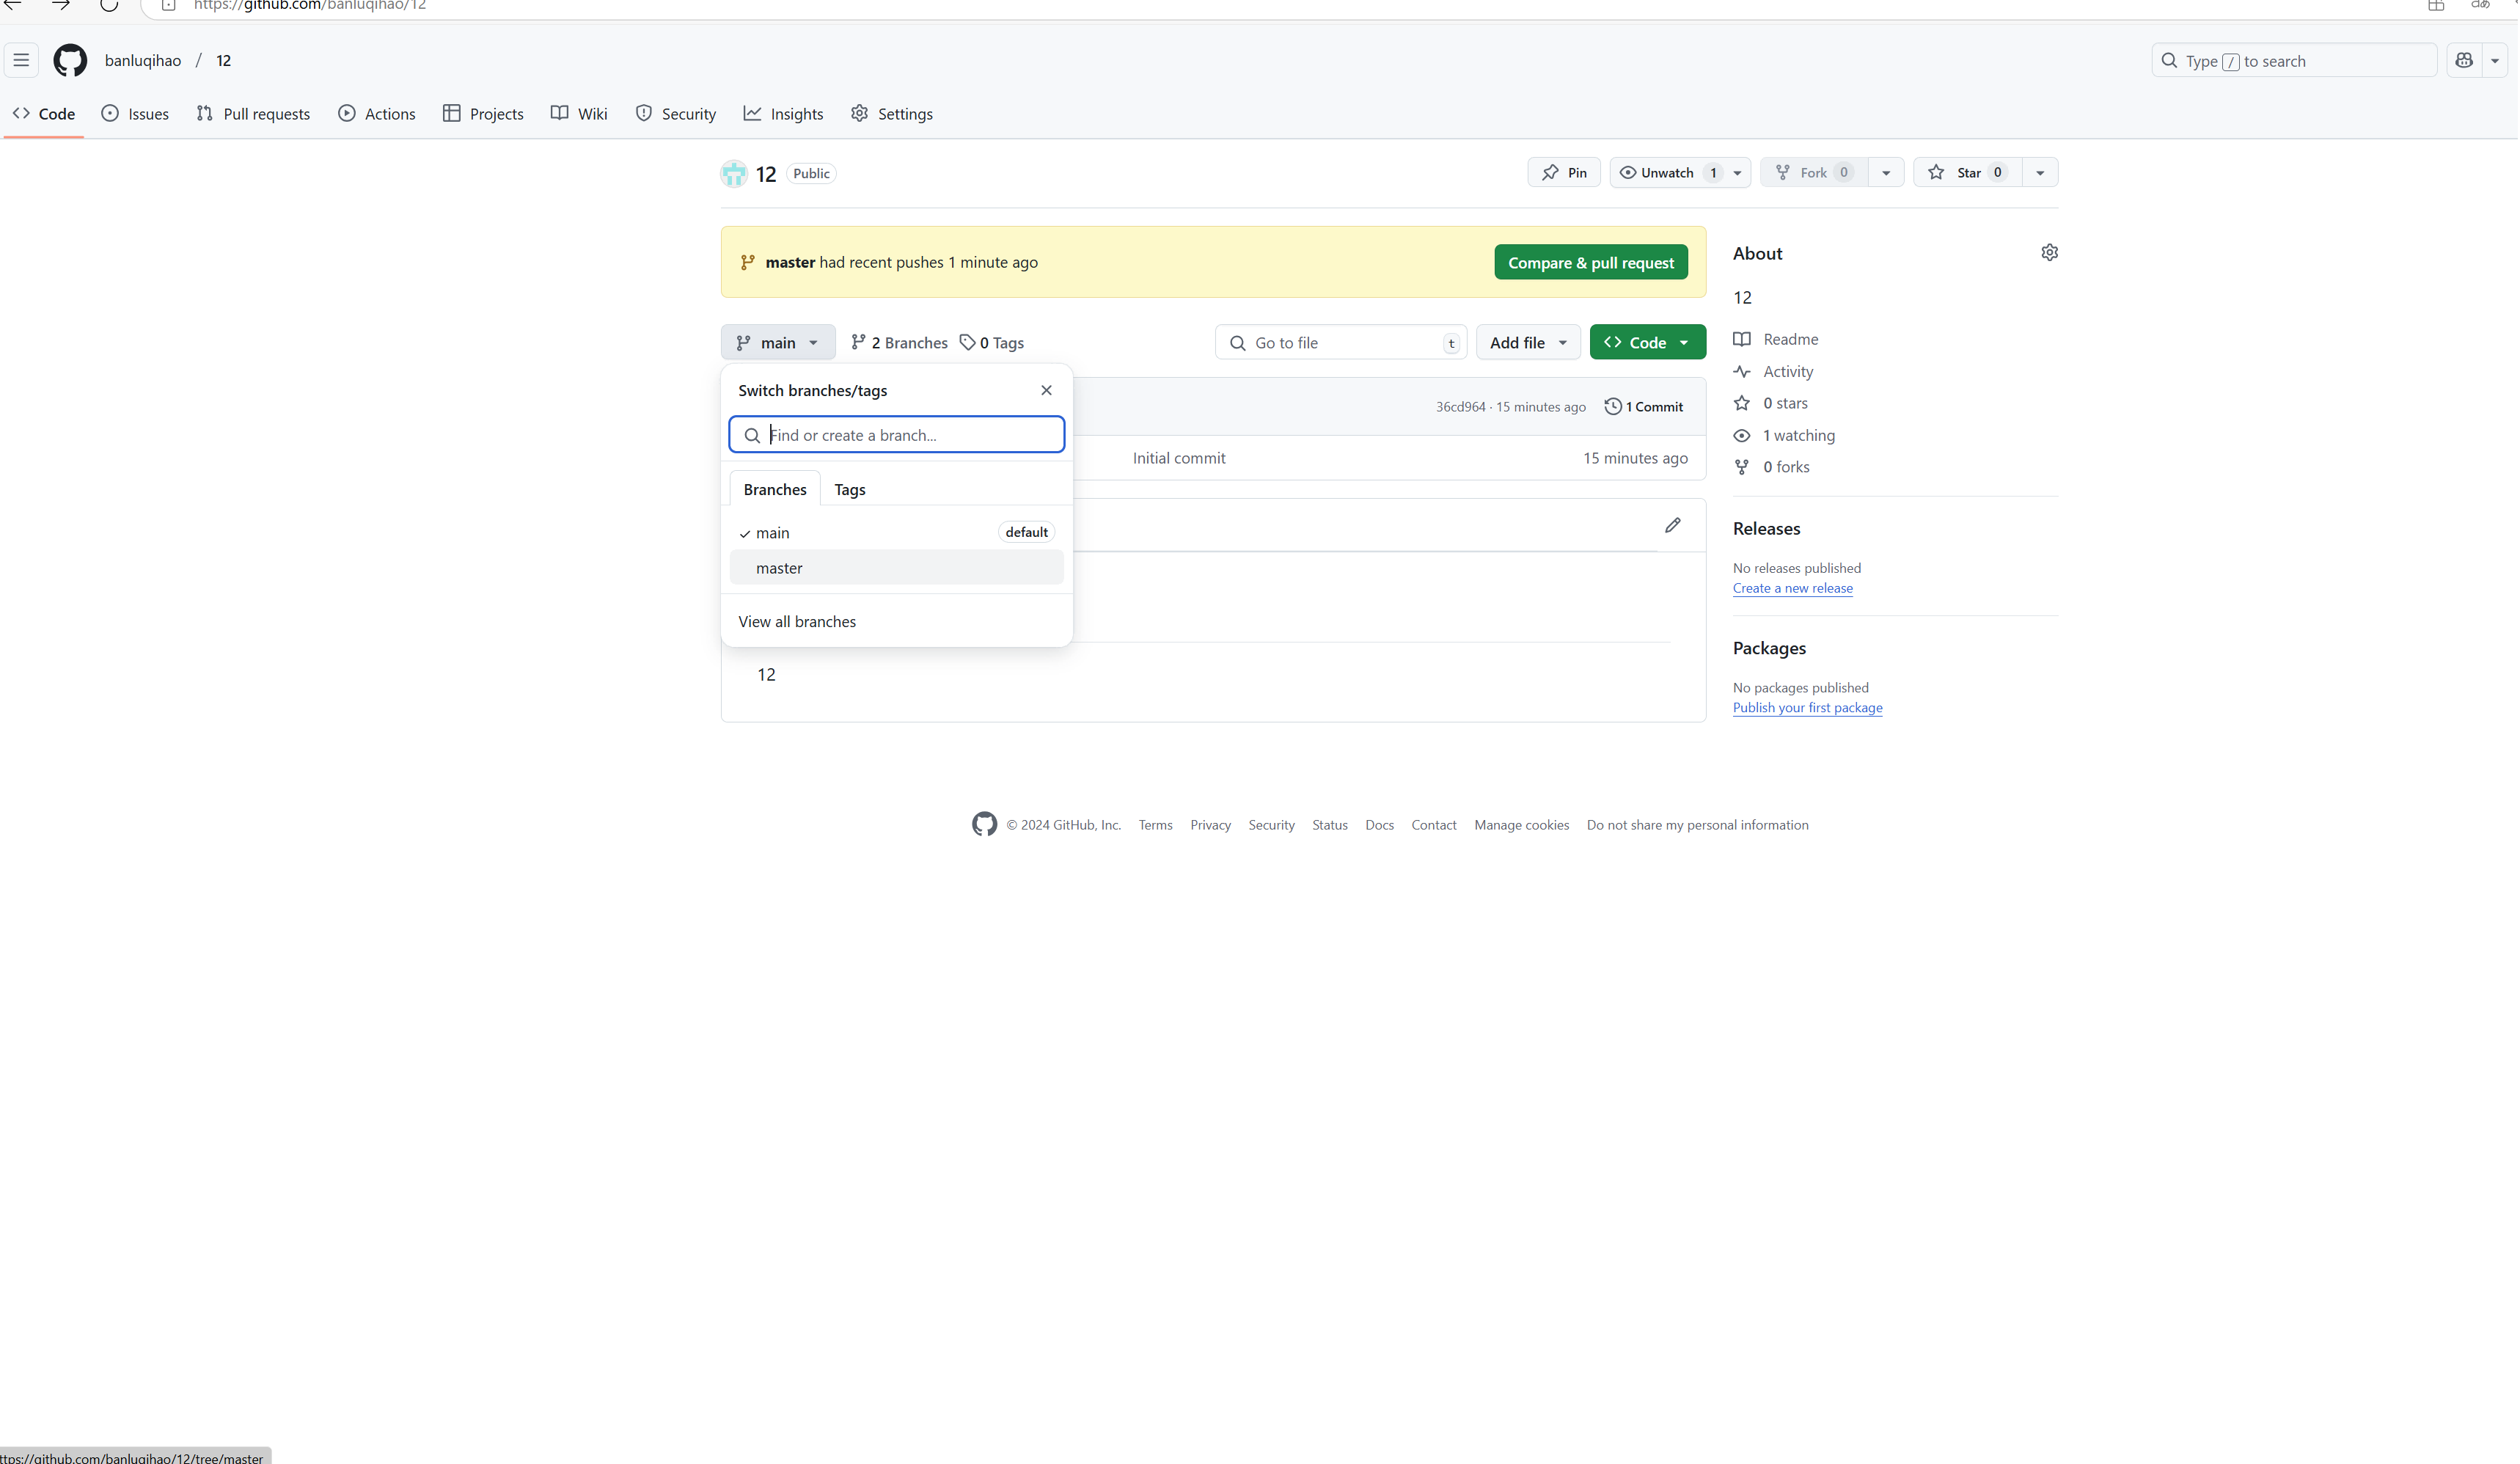 https://github.com/banluqihao/12
banluqihao / 12
Type / to search
Code Issues Pull requests Actions Projects Wiki Security Insights Settings
12 Public
Pin Unwatch 1 Fork 0 Star 0
master had recent pushes 1 minute ago Compare & pull request
main 2 Branches 0 Tags Go to file t Add file Code
Switch branches/tags
Find or create a branch...
Branches Tags
main default
master
View all branches
36cd964 · 15 minutes ago 1 Commit
Initial commit 15 minutes ago
12
About
12
Readme
Activity
0 stars
1 watching
0 forks
Releases
No releases published
Create a new release
Packages
No packages published
Publish your first package
© 2024 GitHub, Inc. Terms Privacy Security Status Docs Contact Manage cookies Do not share my personal information
ttps://github.com/banluqihao/12/tree/master